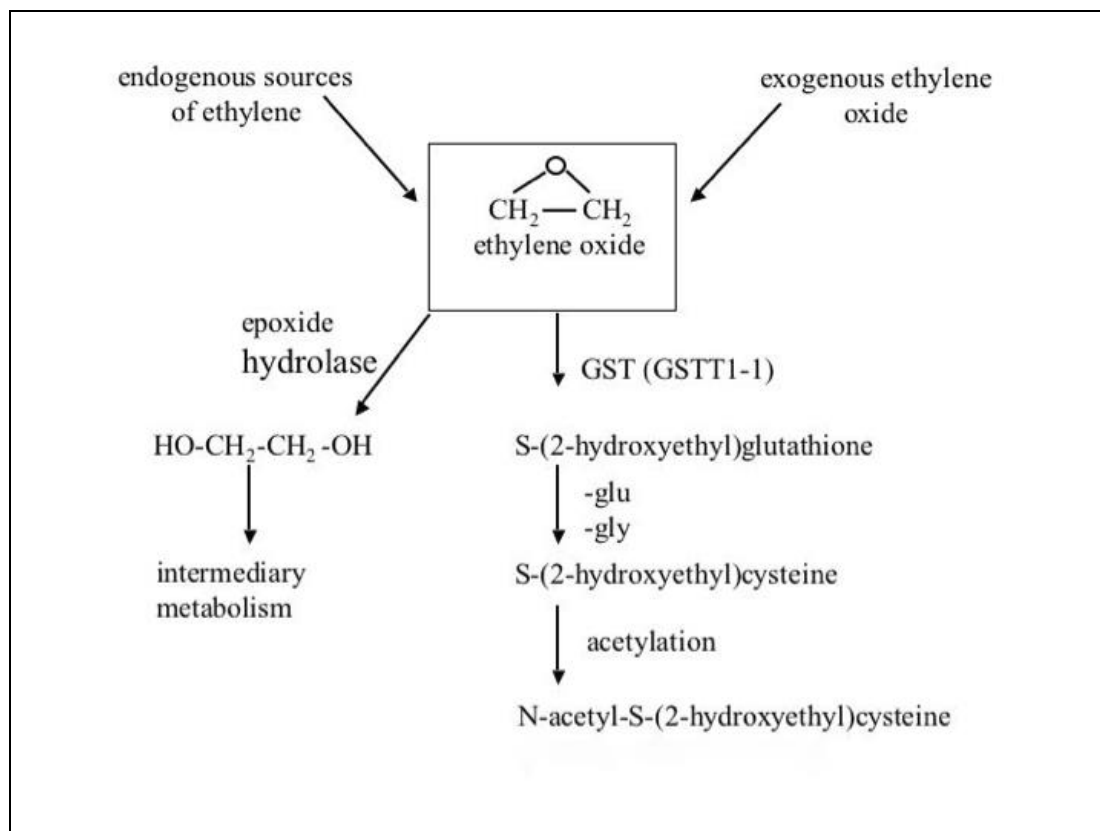 endogenous sources
of ethylene
exogenous ethylene
oxide
O
CH₂—CH₂
ethylene oxide
epoxide
hydrolase
GST (GSTT1-1)
HO-CH₂-CH₂ -OH
S-(2-hydroxyethyl)glutathione
-glu
-gly
intermediary
metabolism
S-(2-hydroxyethyl)cysteine
acetylation
N-acetyl-S-(2-hydroxyethyl)cysteine